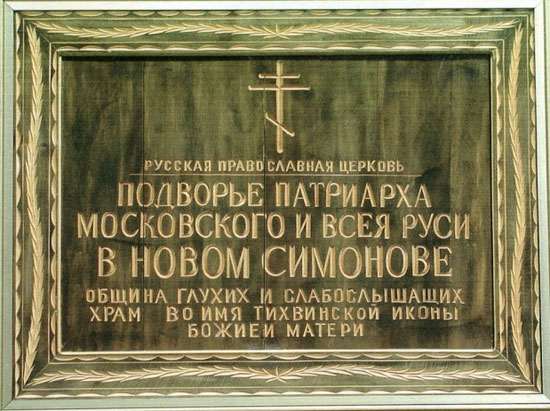 РУССКАЯ ПРАВОСЛАВНАЯ ЦЕРКОВЬ
ПОДВОРЬЕ ПАТРИАРХА
МОСКОВСКОГО И ВСЕЯ РУСИ
В НОВОМ СИМОНОВЕ
ОБЩИНА ГЛУХИХ И СЛАБОСЛЫШАЩИХ
ХРАМ ВО ИМЯ ТИХВИНСКОЙ ИКОНЫ
БОЖИЕЙ МАТЕРИ